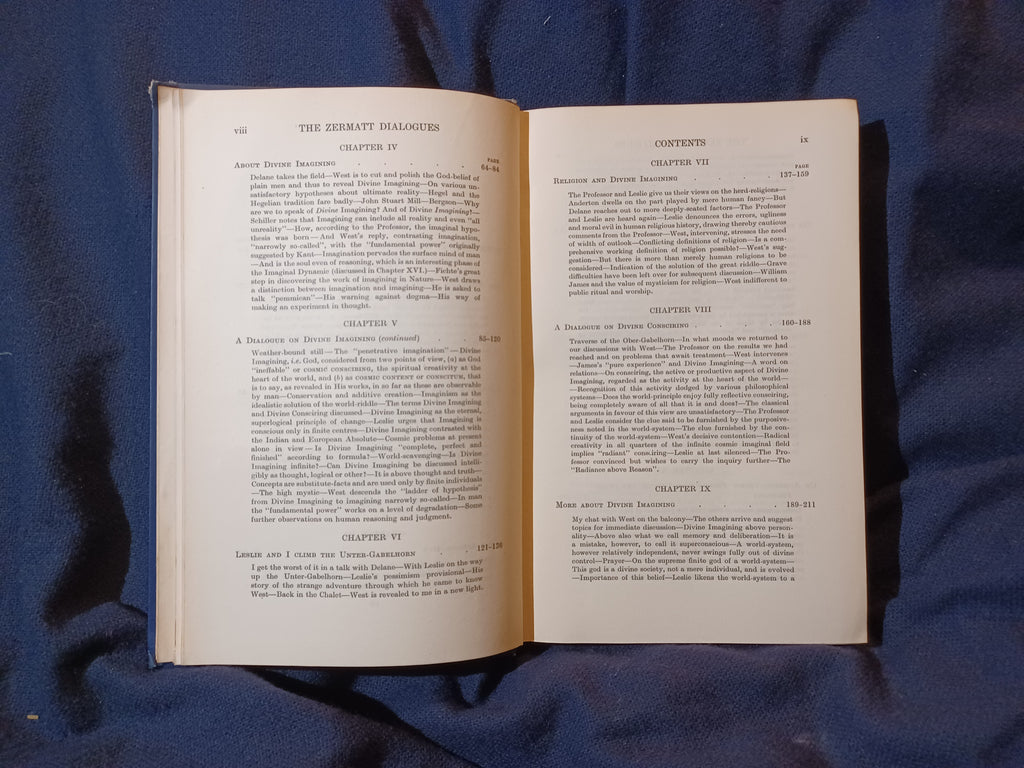 viii THE ZERMATT DIALOGUES
CHAPTER IV
PAGE
ABOUT DIVINE IMAGINING . . . . . 64–84
Delane takes the field—West is to cut and polish the God-belief of
plain men and thus to reveal Divine Imagining—On various un-
satisfactory hypotheses about ultimate reality—Hegel and the
Hegelian tradition fare badly—John Stuart Mill—Bergson—Why
are we to speak of Divine Imagining? And of Divine Imagining?—
Schiller notes that Imagining can include all reality and even "all
unreality"—How, according to the Professor, the imaginal hypo-
thesis was born—And West's reply, contrasting imagination,
"narrowly so-called", with the "fundamental power" originally
suggested by Kant—Imagination pervades the surface mind of man
—And is the soul even of reasoning, which is an interesting phase of
the Imaginal Dynamic (discussed in Chapter XVI.)—Fichte's great
step in discovering the work of imagining in Nature—West draws
a distinction between imagination and imagining—He is asked to
talk "pemmican"—His warning against dogma—His way of
making an experiment in thought.
CHAPTER V
A DIALOGUE ON DIVINE IMAGINING (continued) . . 85–120
Weather-bound still—The "penetrative imagination"—Divine
Imagining, i.e. God, considered from two points of view, (a) as God
"ineffable" or COSMIC CONSCIRING, the spiritual creativity at the
heart of the world, and (b) as COSMIC CONTENT OR CONSCITUM, that
is to say, as revealed in His works, in so far as these are observable
by man—Conservation and additive creation—Imaginism as the
idealistic solution of the world-riddle—The terms Divine Imagining
and Divine Consciring discussed—Divine Imagining as the eternal,
superlogical principle of change—Leslie urges that Imagining is
conscious only in finite centres—Divine Imagining contrasted with
the Indian and European Absolute—Cosmic problems at present
alone in view—Is Divine Imagining "complete, perfect and
finished" according to formula?—World-scavenging—Is Divine
Imagining infinite?—Can Divine Imagining be discussed intelli-
gibly as thought, logical or other?—It is above thought and truth—
Concepts are substitute-facts and are used only by finite individuals
—The high mystic—West descends the "ladder of hypothesis"
from Divine Imagining to imagining narrowly so-called—In man
the "fundamental power" works on a level of degradation—Some
further observations on human reasoning and judgment.
CHAPTER VI
LESLIE AND I CLIMB THE UNTER-GABELHORN . . 121–136
I get the worst of it in a talk with Delane—With Leslie on the way
up the Unter-Gabelhorn—Leslie's pessimism provisional—His
story of the strange adventure through which he came to know
West—Back in the Chalet—West is revealed to me in a new light.
CONTENTS ix
CHAPTER VII
PAGE
RELIGION AND DIVINE IMAGINING . . . . 137–159
The Professor and Leslie give us their views on the herd-religions—
Anderton dwells on the part played by mere human fancy—But
Delane reaches out to more deeply-seated factors—The Professor
and Leslie are heard again—Leslie denounces the errors, ugliness
and moral evil in human religious history, drawing thereby cautious
comments from the Professor—West, intervening, stresses the need
of width of outlook—Conflicting definitions of religion—Is a com-
prehensive working definition of religion possible?—West's sug-
gestion—But there is more than merely human religions to be
considered—Indication of the solution of the great riddle—Grave
difficulties have been left over for subsequent discussion—William
James and the value of mysticism for religion—West indifferent to
public ritual and worship.
CHAPTER VIII
A DIALOGUE ON DIVINE CONSCIRING . . . . 160–188
Traverse of the Ober-Gabelhorn—In what moods we returned to
our discussions with West—The Professor on the results we had
reached and on problems that await treatment—West intervenes
—James's "pure experience" and Divine Imagining—A word on
relations—On consciring, the active or productive aspect of Divine
Imagining, regarded as the activity at the heart of the world—
—Recognition of this activity dodged by various philosophical
systems—Does the world-principle enjoy fully reflective consciring,
being completely aware of all that it is and does?—The classical
arguments in favour of this view are unsatisfactory—The Professor
and Leslie consider the clue said to be furnished by the purposive-
ness noted in the world-system—The clue furnished by the con-
tinuity of the world-system—West's decisive contention—Radical
creativity in all quarters of the infinite cosmic imaginal field
implies "radiant" consciring—Leslie at last silenced—The Pro-
fessor convinced but wishes to carry the inquiry further—The
"Radiance above Reason".
CHAPTER IX
MORE ABOUT DIVINE IMAGINING . . . . 189–211
My chat with West on the balcony—The others arrive and suggest
topics for immediate discussion—Divine Imagining above person-
ality—Above also what we call memory and deliberation—It is
a mistake, however, to call it superconscious—A world-system,
however relatively independent, never swings fully out of divine
control—Prayer—On the supreme finite god of a world-system—
This god is a divine society, not a mere individual, and is evolved
—Importance of this belief—Leslie likens the world-system to a